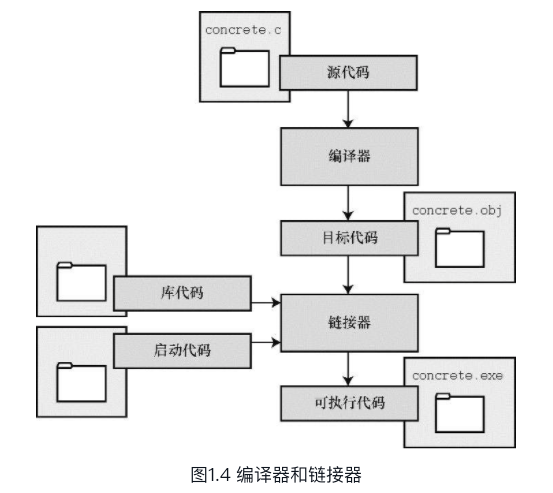 concrete.c
源代码
编译器
concrete.obj
目标代码
库代码
链接器
启动代码
concrete.exe
可执行代码
图1.4 编译器和链接器